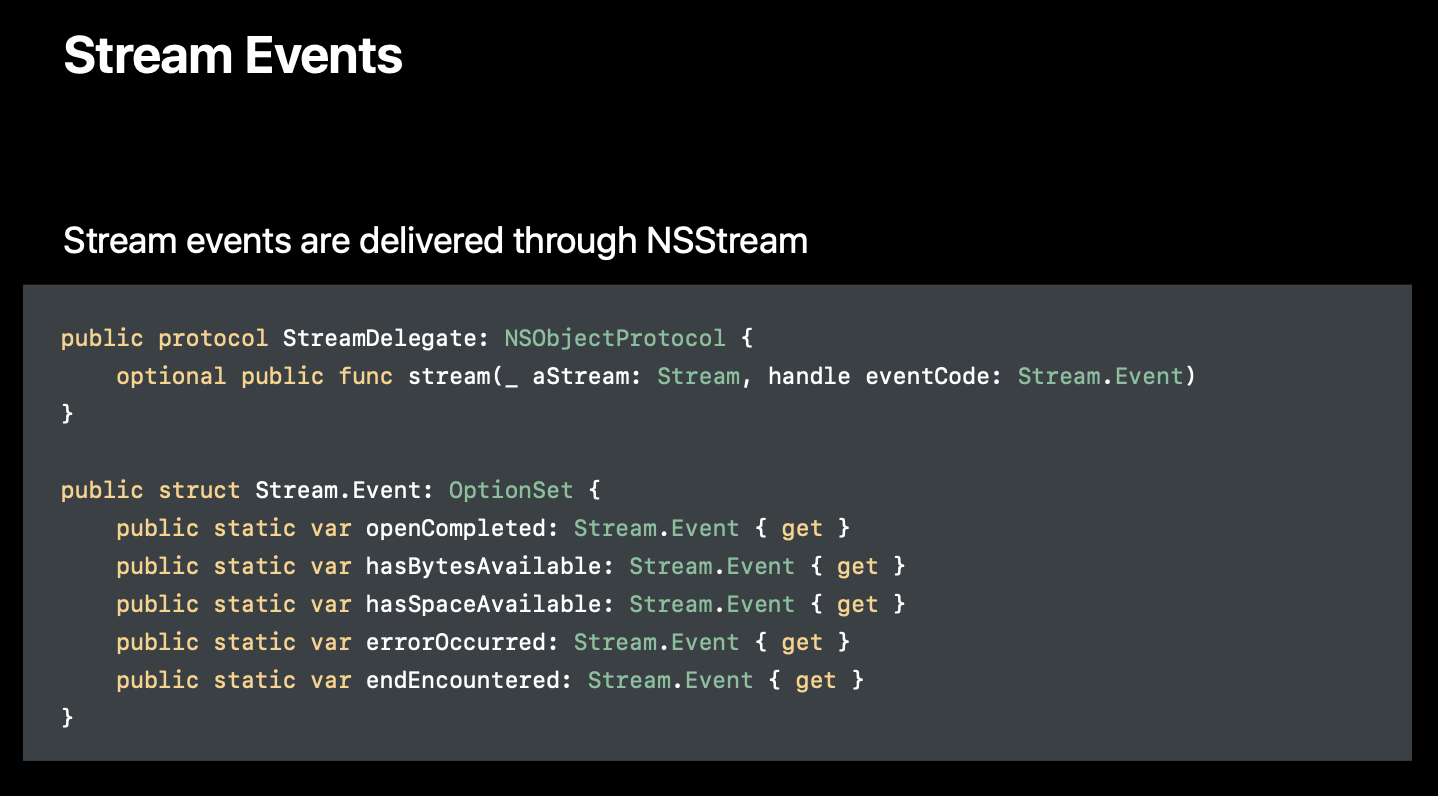 Stream Events
Stream events are delivered through NSStream
public protocol StreamDelegate: NSObjectProtocol {
    optional public func stream(_ aStream: Stream, handle eventCode: Stream.Event)
}
public struct Stream.Event: OptionSet {
    public static var openCompleted: Stream.Event { get }
    public static var hasBytesAvailable: Stream.Event { get }
    public static var hasSpaceAvailable: Stream.Event { get }
    public static var errorOccurred: Stream.Event { get }
    public static var endEncountered: Stream.Event { get }
}